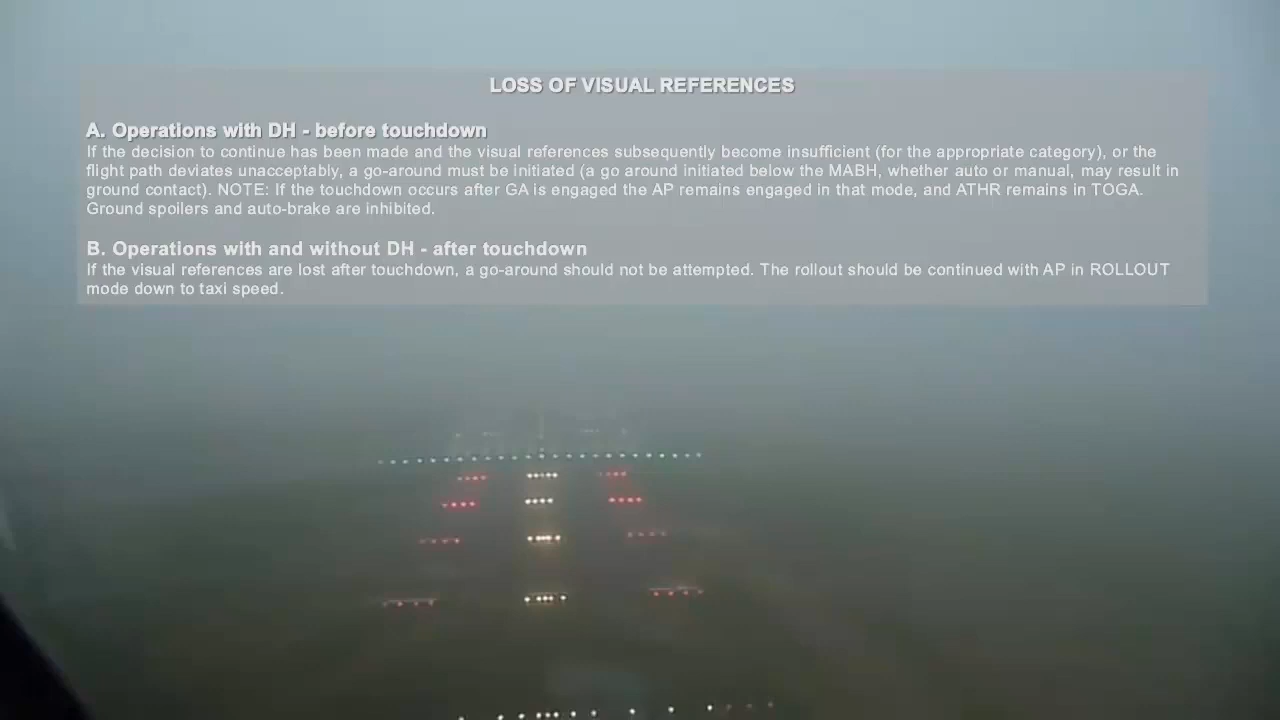 LOSS OF VISUAL REFERENCES
A. Operations with DH - before touchdown
If the decision to continue has been made and the visual references subsequently become insufficient (for the appropriate category), or the
flight path deviates unacceptably, a go-around must be initiated (a go around initiated below the MABH, whether auto or manual, may result in
ground contact). NOTE: If the touchdown occurs after GA is engaged the AP remains engaged in that mode, and ATHR remains in TOGA.
Ground spoilers and auto-brake are inhibited.
B. Operations with and without DH - after touchdown
If the visual references are lost after touchdown, a go-around should not be attempted. The rollout should be continued with AP in ROLLOUT
mode down to taxi speed.